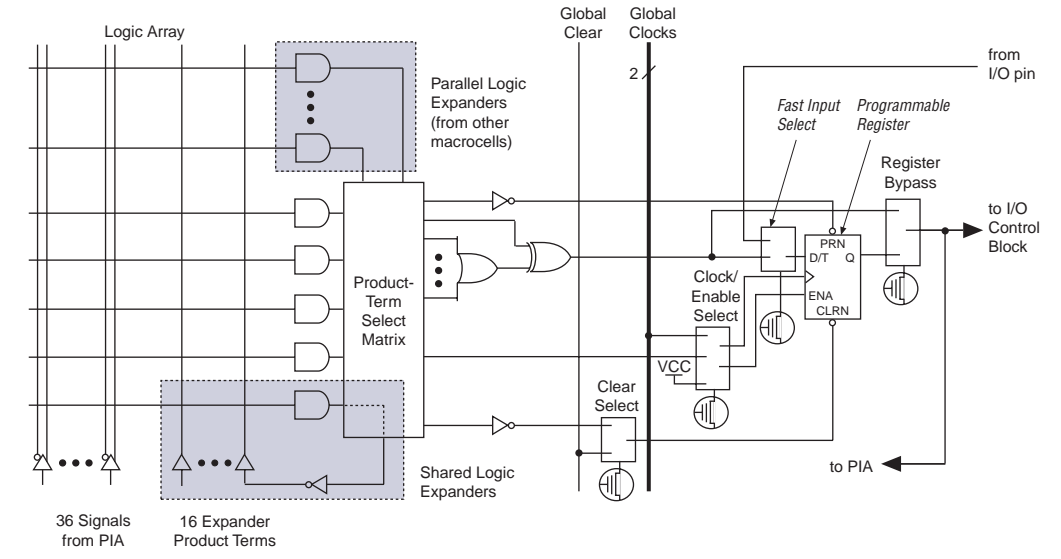 Logic Array
Global
Clear
Global
Clocks
2
from
I/O pin
Parallel Logic
Expanders
(from other
macrocells)
Fast Input
Select
Programmable
Register
Register
Bypass
to I/O
Control
Block
PRN
D/T
Q
ENA
CLRN
Product-
Term
Select
Matrix
Clock/
Enable
Select
VCC
Clear
Select
to PIA
Shared Logic
Expanders
36 Signals
from PIA
16 Expander
Product Terms